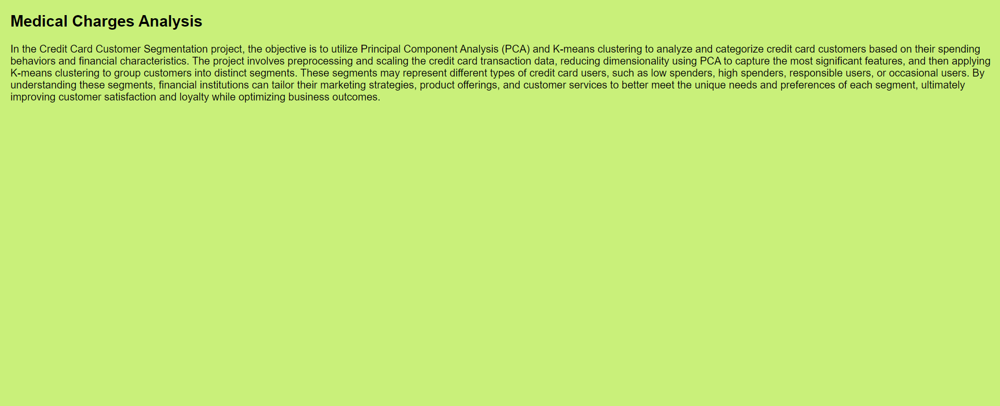 Medical Charges Analysis
In the Credit Card Customer Segmentation project, the objective is to utilize Principal Component Analysis (PCA) and K-means clustering to analyze and categorize credit card customers based on their spending
behaviors and financial characteristics. The project involves preprocessing and scaling the credit card transaction data, reducing dimensionality using PCA to capture the most significant features, and then applying
K-means clustering to group customers into distinct segments. These segments may represent different types of credit card users, such as low spenders, high spenders, responsible users, or occasional users. By
understanding these segments, financial institutions can tailor their marketing strategies, product offerings, and customer services to better meet the unique needs and preferences of each segment, ultimately
improving customer satisfaction and loyalty while optimizing business outcomes.